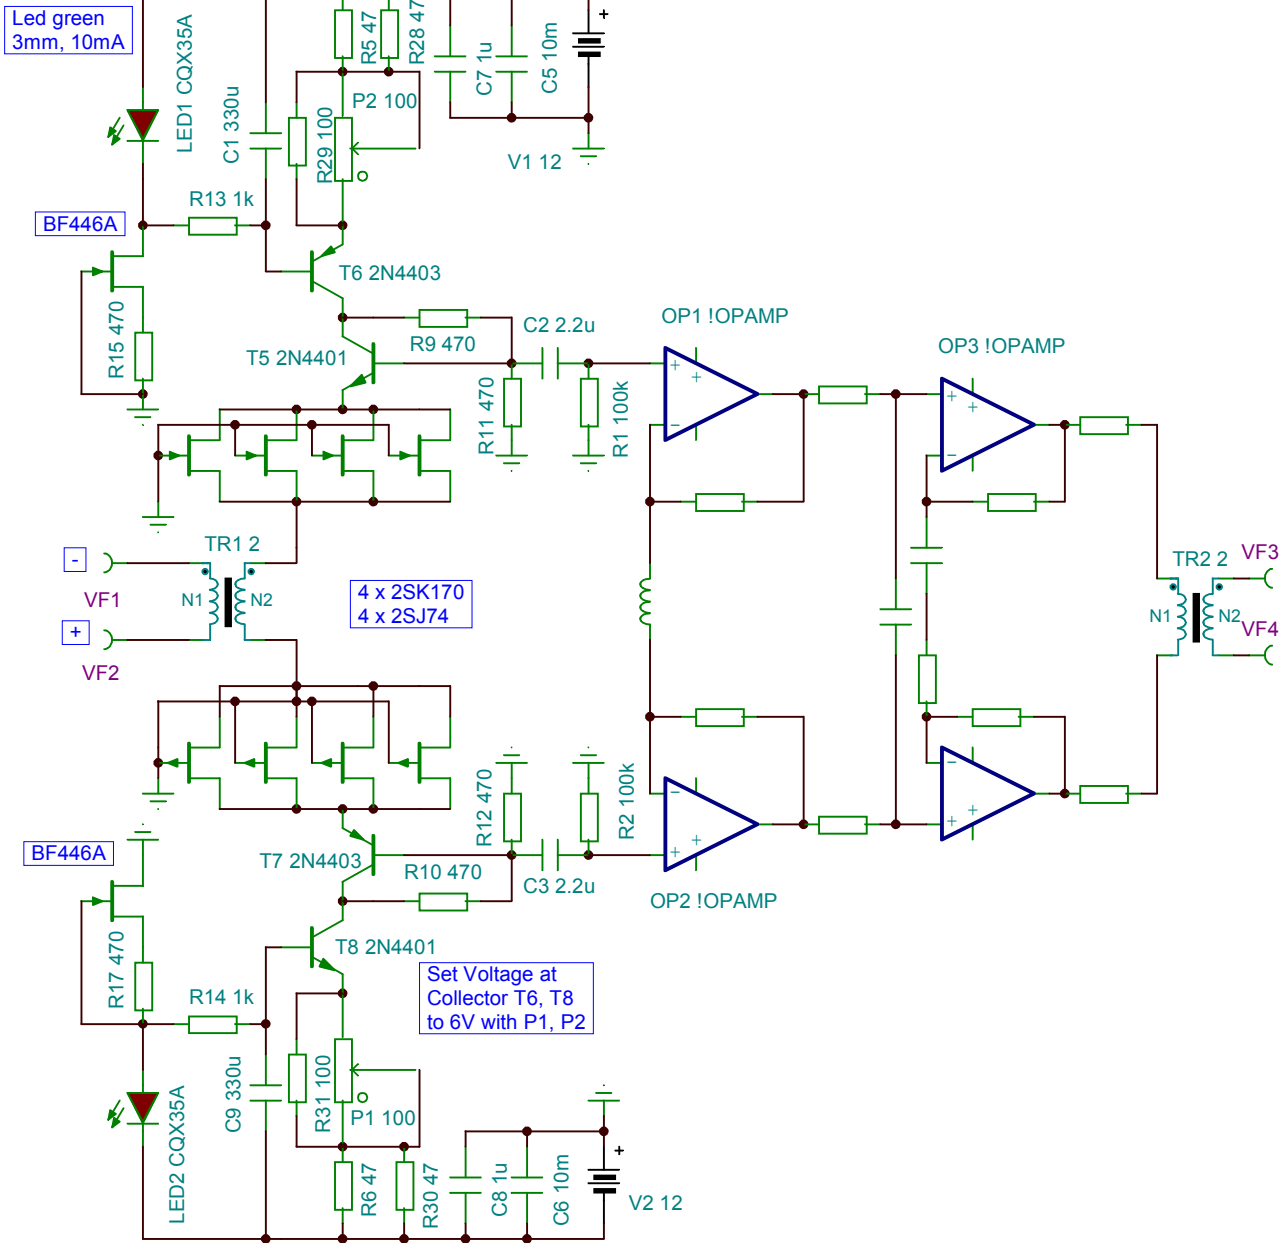 Led green
3mm, 10mA
LED1 CQX35A
C1 330u
R5 47
R28 47
C7 1u
C5 10m
+
P2 100
R29 100
V1 12
R13 1k
BF446A
T6 2N4403
R15 470
T5 2N4401
R9 470
C2 2.2u
R11 470
R1 100k
OP1 !OPAMP
+
+
−
OP3 !OPAMP
+
+
−
-
VF1
+
VF2
TR1 2
N1
N2
4 x 2SK170
4 x 2SJ74
TR2 2
N1
N2
VF3
VF4
BF446A
T7 2N4403
R12 470
R10 470
C3 2.2u
R2 100k
−
+
+
OP2 !OPAMP
−
+
+
R17 470
T8 2N4401
R14 1k
Set Voltage at
Collector T6, T8
to 6V with P1, P2
C9 330u
R31 100
P1 100
LED2 CQX35A
R6 47
R30 47
C8 1u
C6 10m
+
V2 12